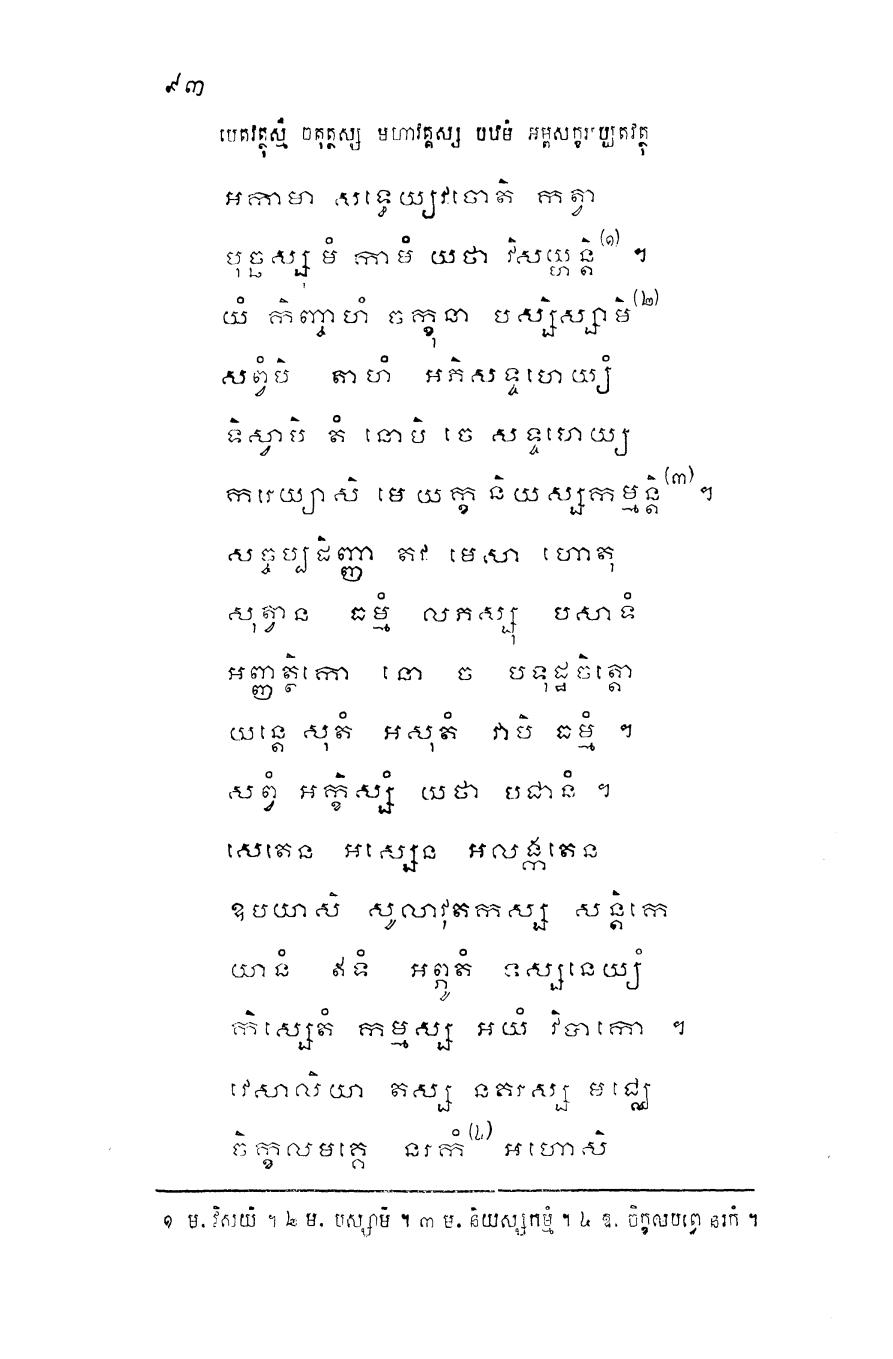 ៩៣
បេតវត្ថុស្មឹ ចតុត្ថស្ស មហាវគ្គស្ស បឋមំ អម្ពសក្ខរប្បេតវត្ថុ
អកាមា សទ្ធេយ្យវចោតិ កត្វា
បុច្ឆស្សុ មំ កាមំ យថា វិសយ្ហន្តិ(១) ។
យំ កិញ្ចាហំ ចក្ខុនា បស្សិស្សាមិ(២)
សព្វំបិ តាហំ អភិសទ្ទហេយ្យំ
ទិស្វាបិ តំ នោបិ ចេ សទ្ទហេយ្យ
ករេយ្យាសិ មេ យក្ខ និយស្សកម្មន្តិ(៣) ។
សច្ចប្បដិញ្ញា តវ មេសា ហោតុ
សុត្វាន ធម្មំ លភស្សុ បសាទំ
អញ្ញត្ថិកោ នោ ច បទុដ្ឋចិត្តោ
យន្តេ សុតំ អសុតំ វាបិ ធម្មំ ។
សព្វំ អក្ខិស្សំ យថា បជានំ ។
សេតេន អស្សេន អលង្កតេន
ឧបយាសិ សូលាវុតកស្ស សន្តិកេ
យានំ ឥទំ អព្ភូតំ ទស្សនេយ្យំ
កិស្សេតំ កម្មស្ស អយំ វិបាកោ ។
វេសាលិយា តស្ស នគរស្ស មជ្ឈេ
ចិក្ខលមគ្គេ នរកំ(៤) អហោសិ
១ ម. វិសយំ ។ ២ ម. បស្សាមិ ។ ៣ ម. និយស្សកម្មំ ។ ៤ ឧ. ចិក្ខលបព្ភេ នរកំ ។